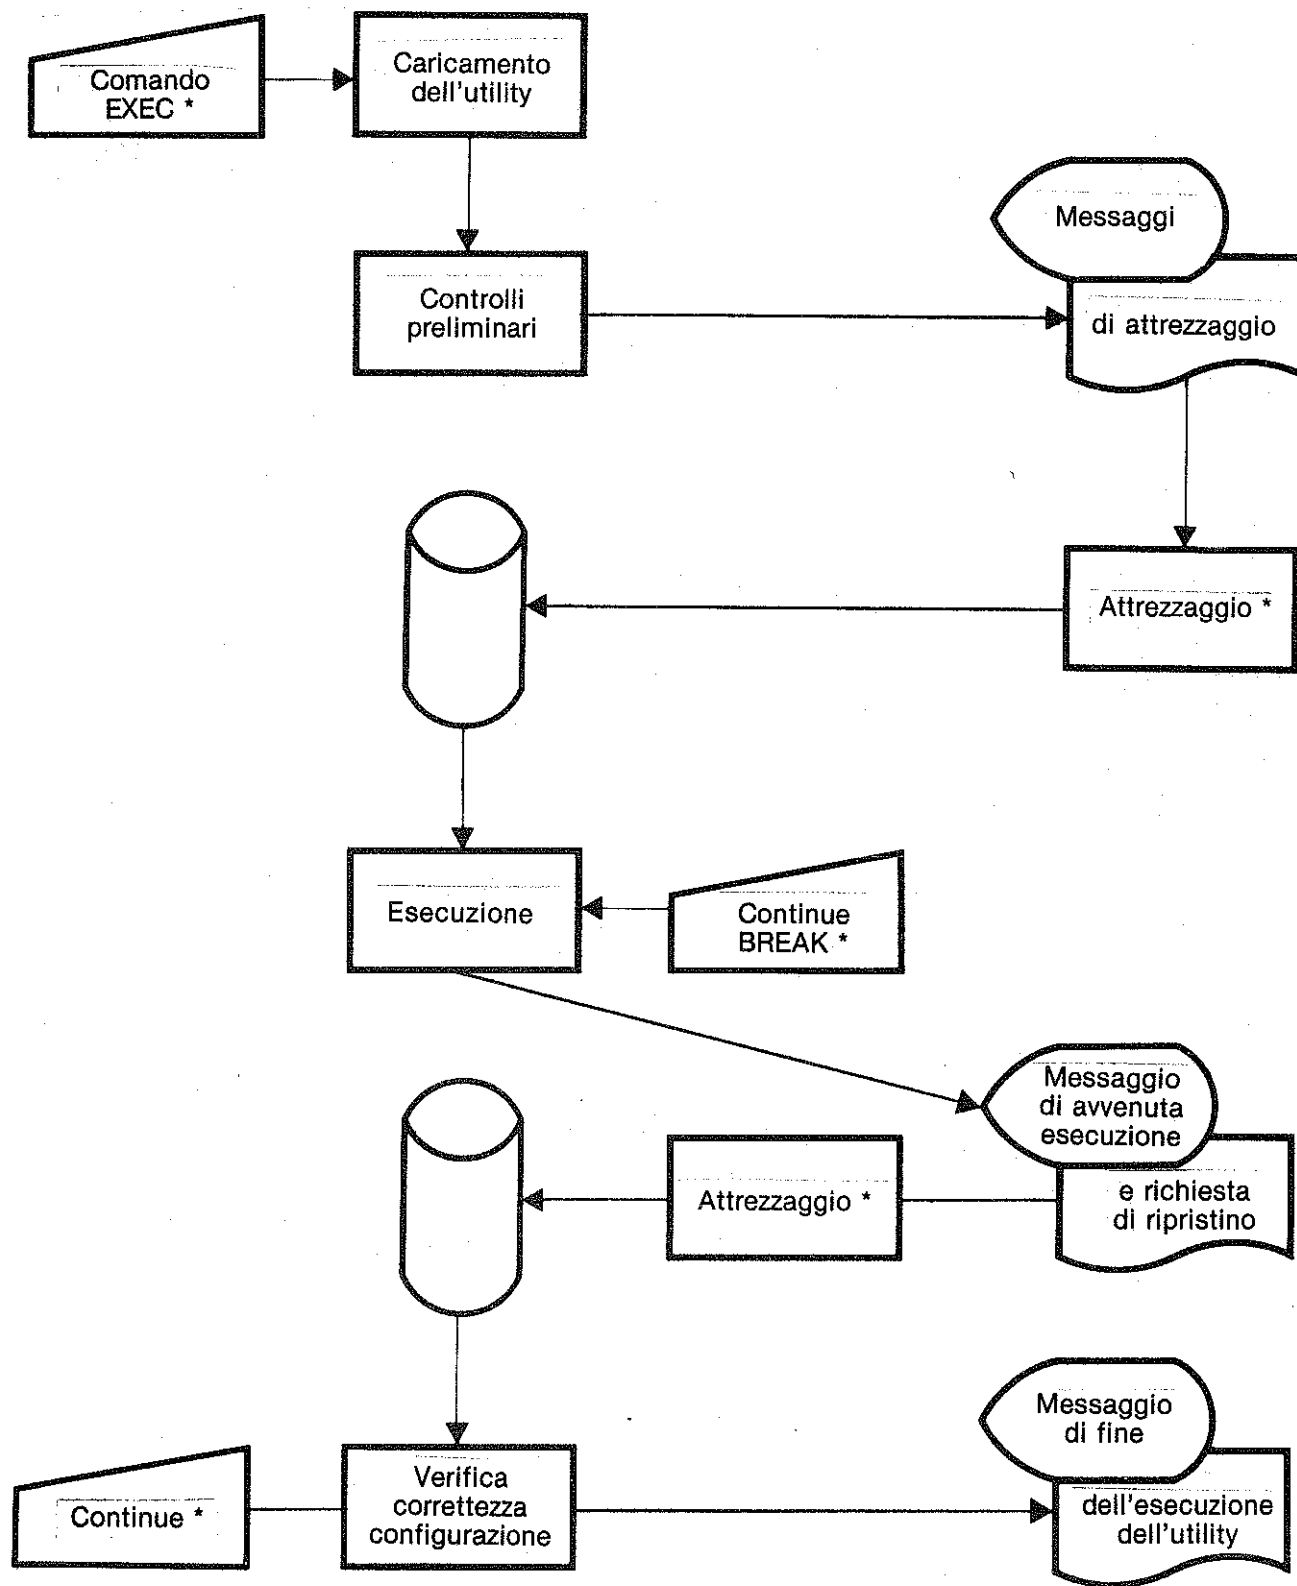 Comando
EXEC *
Caricamento
dell'utility
Messaggi
Controlli
preliminari
di attrezzaggio
Attrezzaggio *
Esecuzione
Continue
BREAK *
Messaggio
di avvenuta
esecuzione
Attrezzaggio *
e richiesta
di ripristino
Messaggio
di fine
Continue *
Verifica
correttezza
configurazione
dell'esecuzione
dell'utility